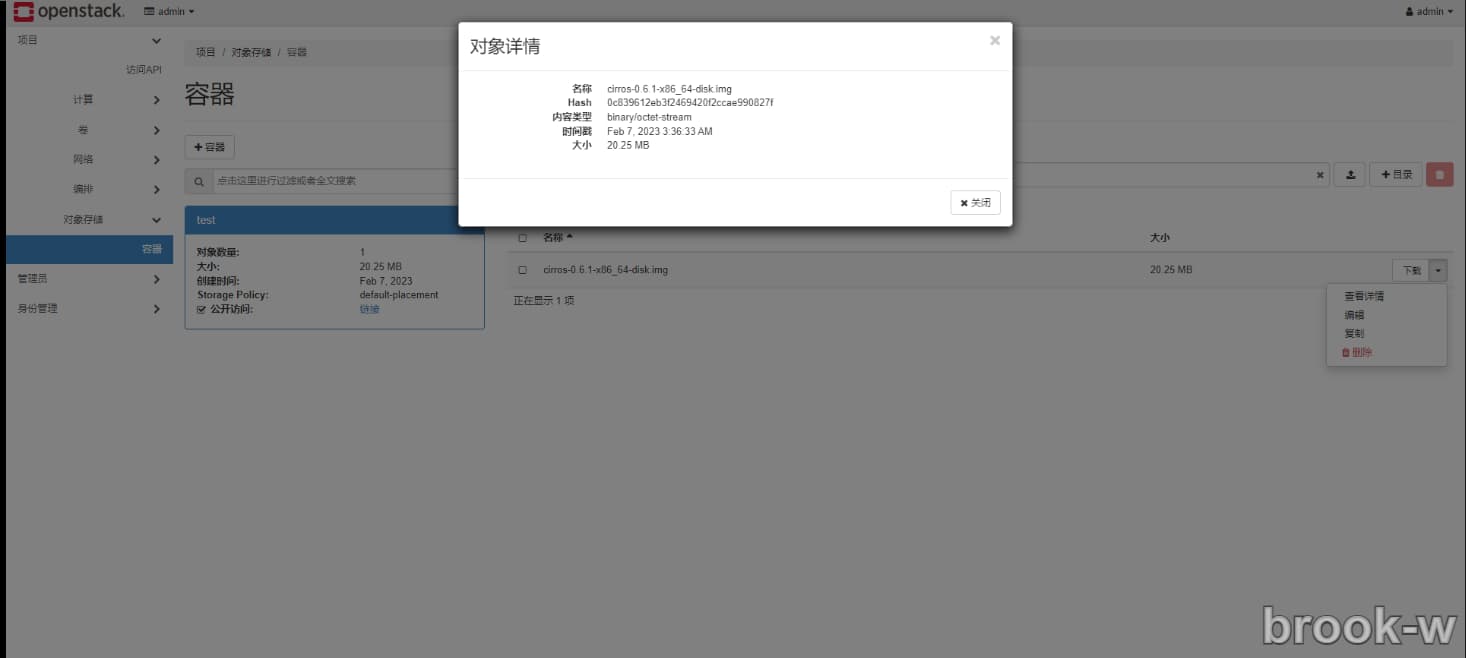 openstack. admin
admin
项目
访问API
计算
卷
网络
编排
对象存储
容器
管理员
身份管理
项目 / 对象存储 / 容器
容器
容器
点击这里进行过滤或者全文搜索
test
对象数量: 1
大小: 20.25 MB
创建时间: Feb 7, 2023
Storage Policy: default-placement
公开访问: 链接
对象详情
名称 cirros-0.6.1-x86_64-disk.img
Hash 0c839612eb3f2469420f2ccae990827f
内容类型 binary/octet-stream
时间戳 Feb 7, 2023 3:36:33 AM
大小 20.25 MB
关闭
目录
名称 大小
cirros-0.6.1-x86_64-disk.img 20.25 MB 下载
正在显示 1 项
查看详情
编辑
复制
删除
brook-w